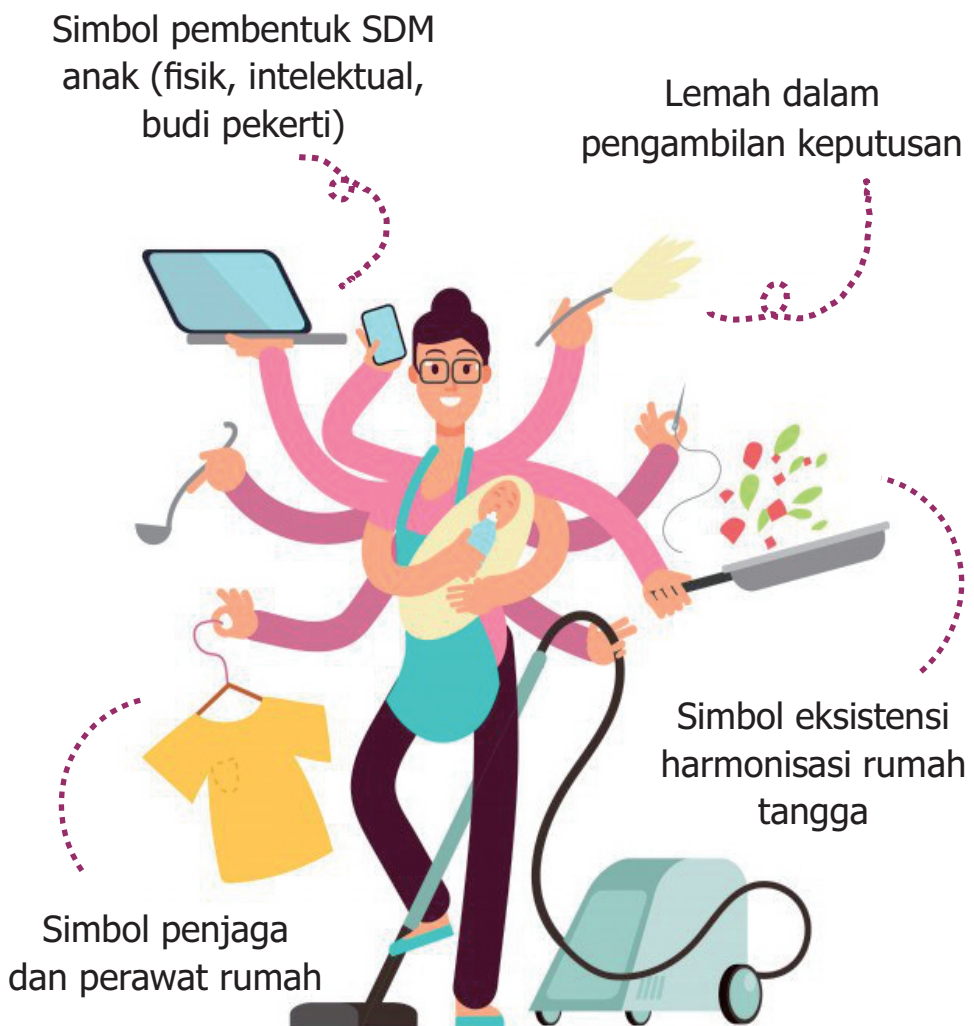 Simbol pembentuk SDM
anak (fisik, intelektual,
budi pekerti)
Lemah dalam
pengambilan keputusan
Simbol eksistensi
harmonisasi rumah
tangga
Simbol penjaga
dan perawat rumah